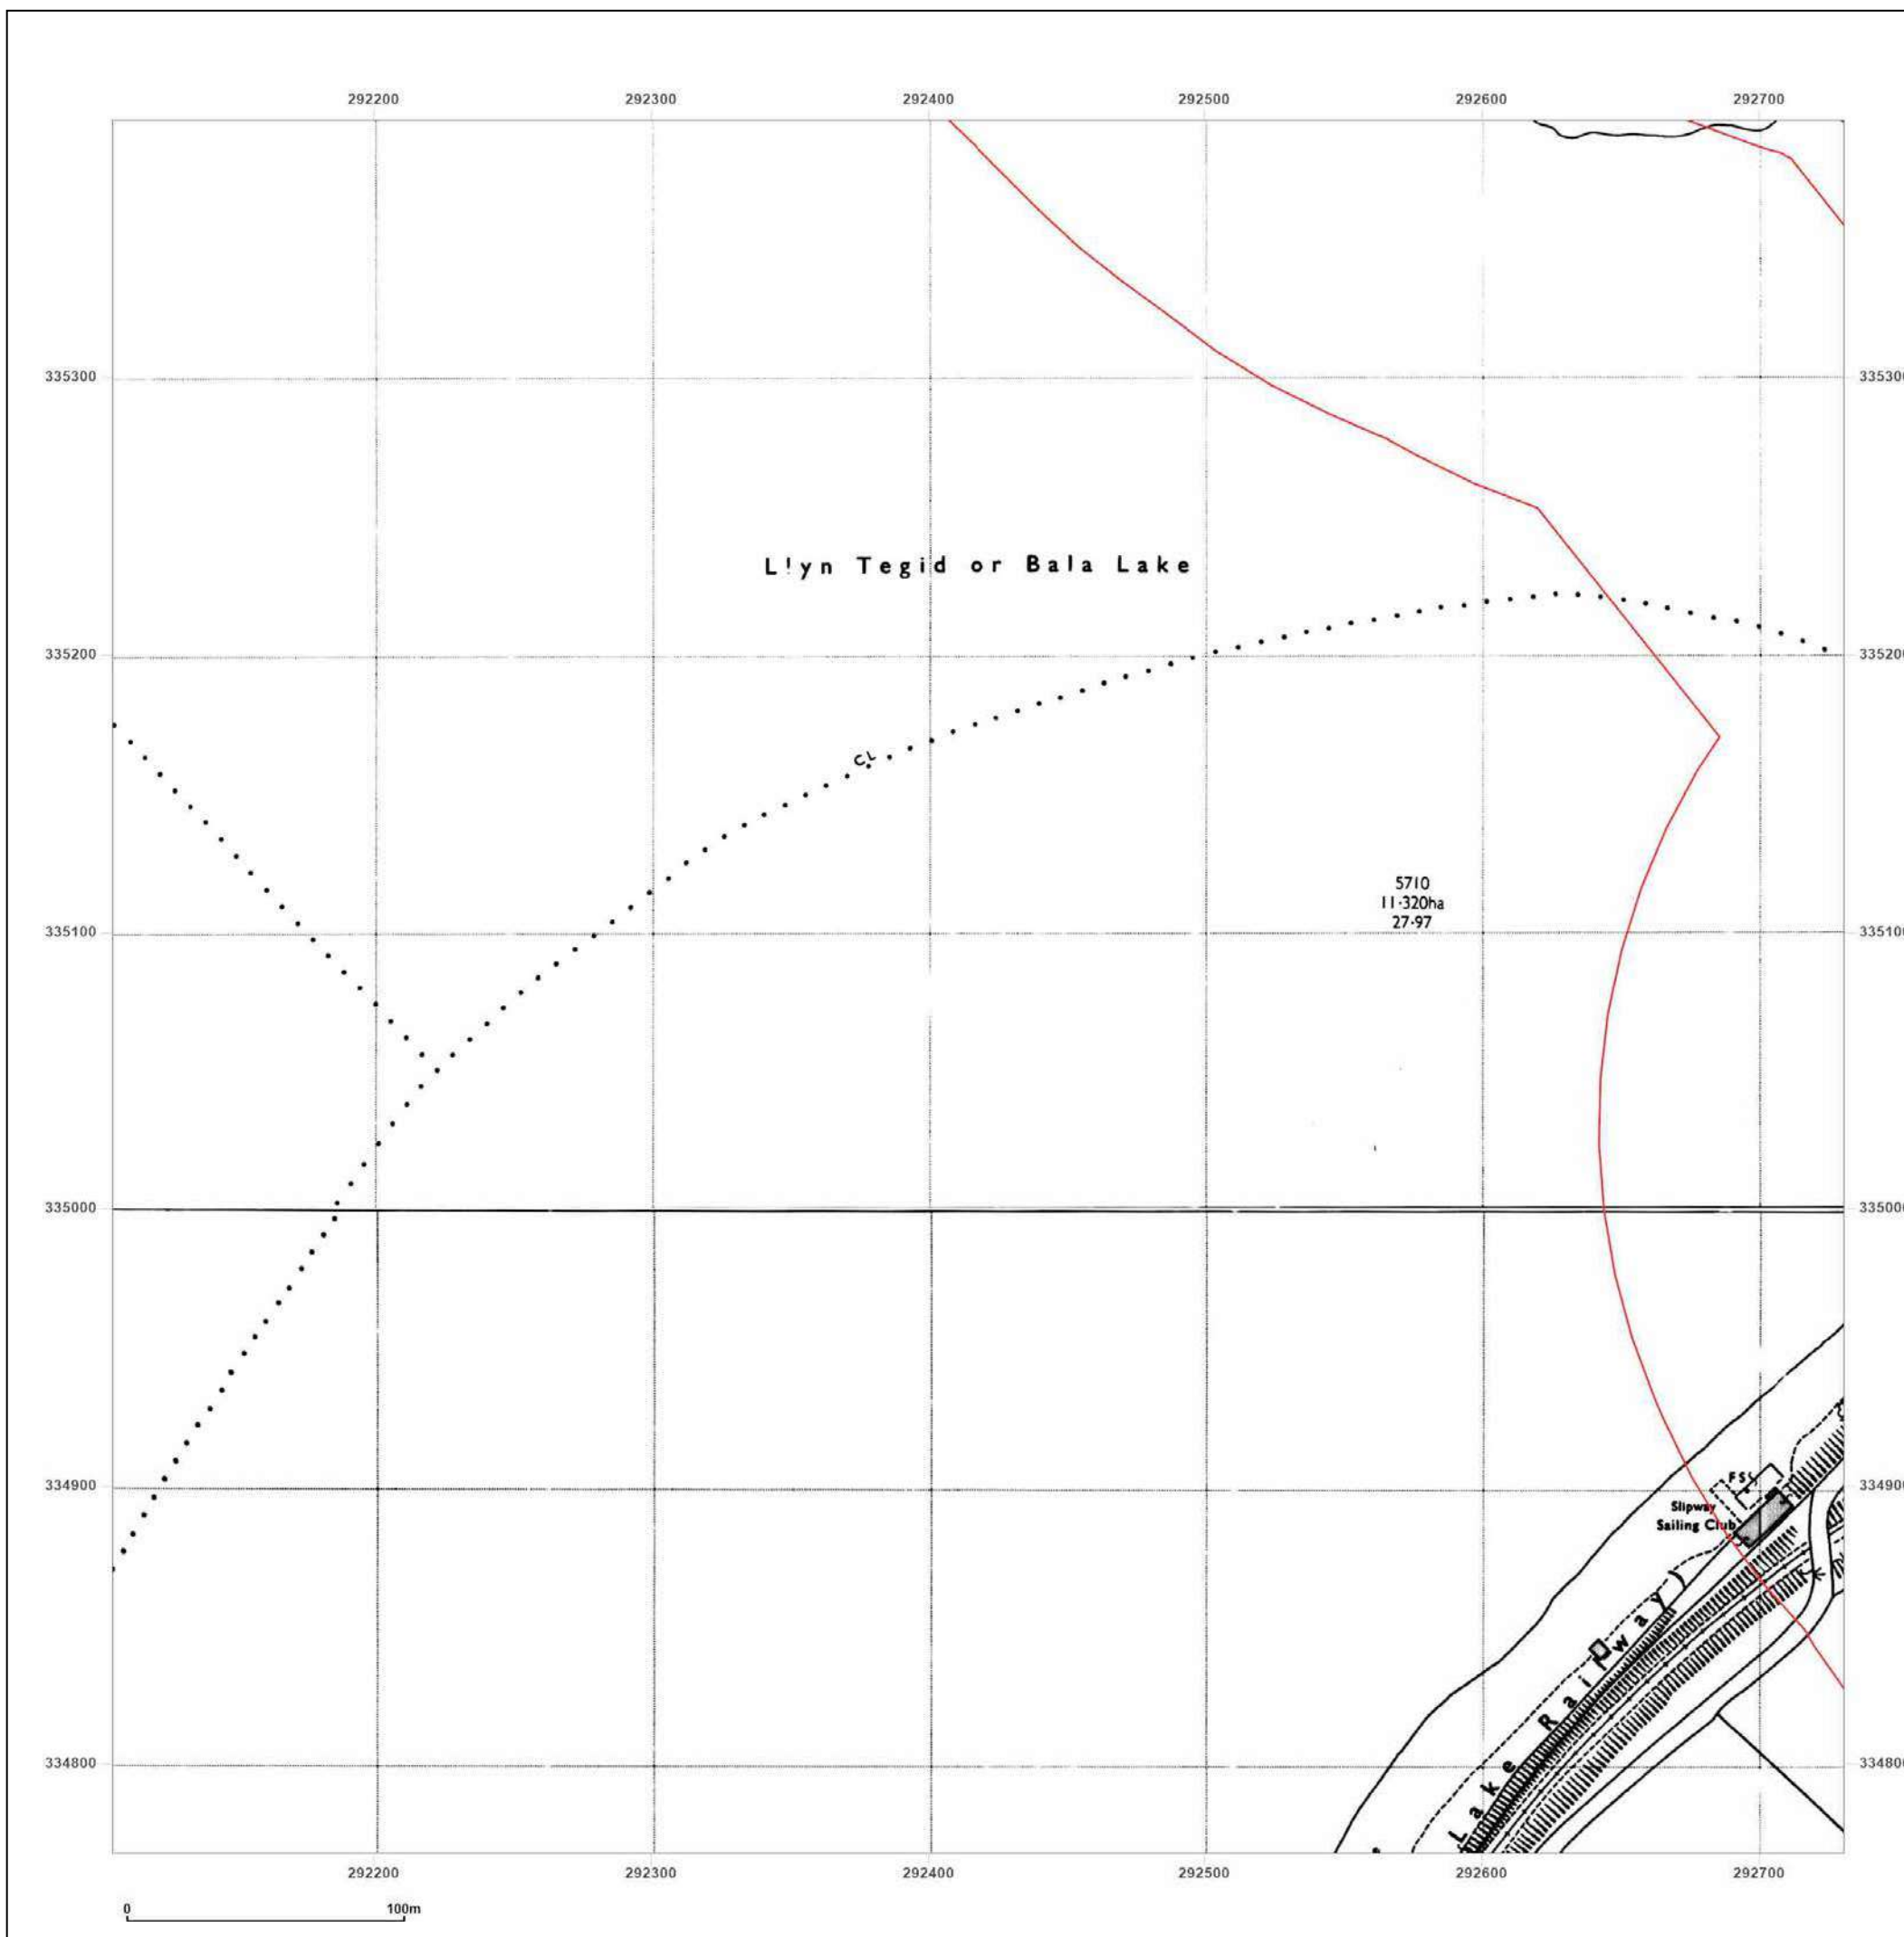 292200 292300 292400 292500 292600 292700
335300 335300
Llyn Tegid or Bala Lake
335200 335200
CL
5710
11·320ha
27·97
335100 335100
335000 335000
334900 334900
FS
Slipway
Sailing Club
Lake Railway)
334800 334800
292200 292300 292400 292500 292600 292700
0 100m